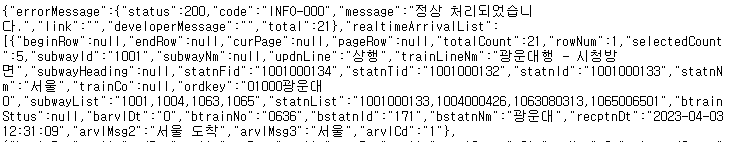 {"errorMessage":{"status":200,"code":"INFO-000","message":"정상 처리되었습니
다.","link":"","developerMessage":"","total":21},"realtimeArrivalList":
[{"beginRow":null,"endRow":null,"curPage":null,"pageRow":null,"totalCount":21,"rowNum":1,"selectedCount
":5,"subwayId":"1001","subwayNm":null,"updnLine":"상행","trainLineNm":"광운대행 - 시청방
면","subwayHeading":null,"statnFid":"1001000134","statnTid":"1001000132","statnId":"1001000133","statnN
m":"서울","trainCo":null,"ordkey":"01000광운대
0","subwayList":"1001,1004,1063,1065","statnList":"1001000133,1004000426,1063080313,1065006501","btrain
Sttus":null,"barvlDt":"0","btrainNo":"0636","bstatnId":"171","bstatnNm":"광운대","recptnDt":"2023-04-03
12:31:09","arvlMsg2":"서울 도착","arvlMsg3":"서울","arvlCd":"1"},